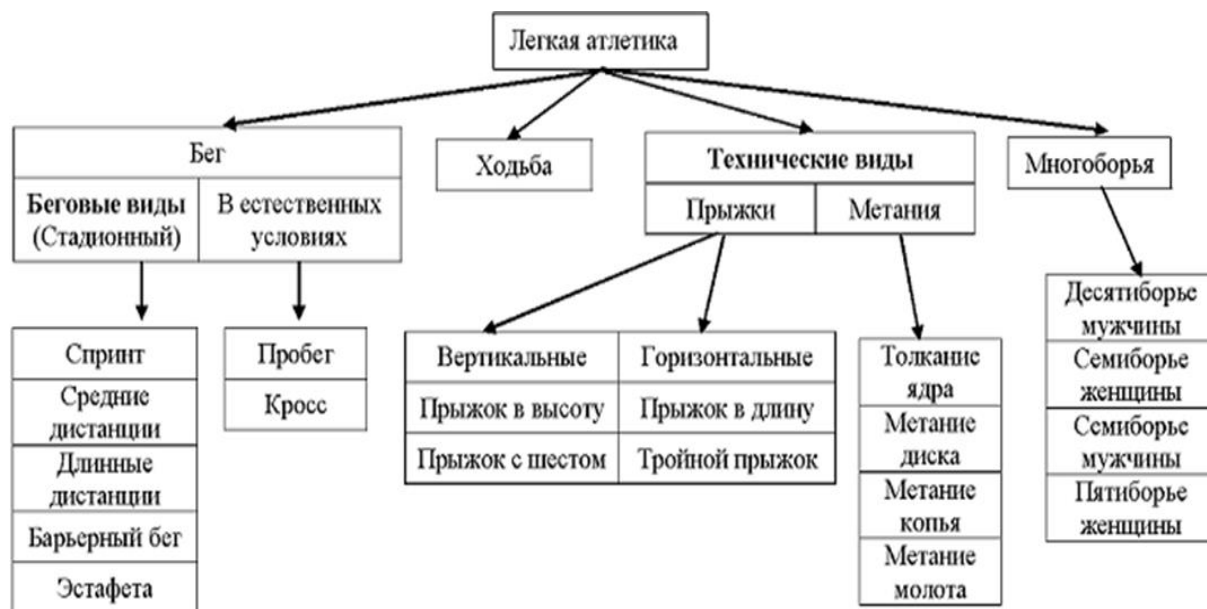 Легкая атлетика
Бег
Беговые виды
(Стадионный)
В естественных
условиях
Ходьба
Технические виды
Прыжки
Метания
Многоборья
Спринт
Средние
дистанции
Длинные
дистанции
Барьерный бег
Эстафета
Пробег
Кросс
Вертикальные
Прыжок в высоту
Прыжок с шестом
Горизонтальные
Прыжок в длину
Тройной прыжок
Толкание
ядра
Метание
диска
Метание
копья
Метание
молота
Десятиборье
мужчины
Семиборье
женщины
Семиборье
мужчины
Пятиборье
женщины